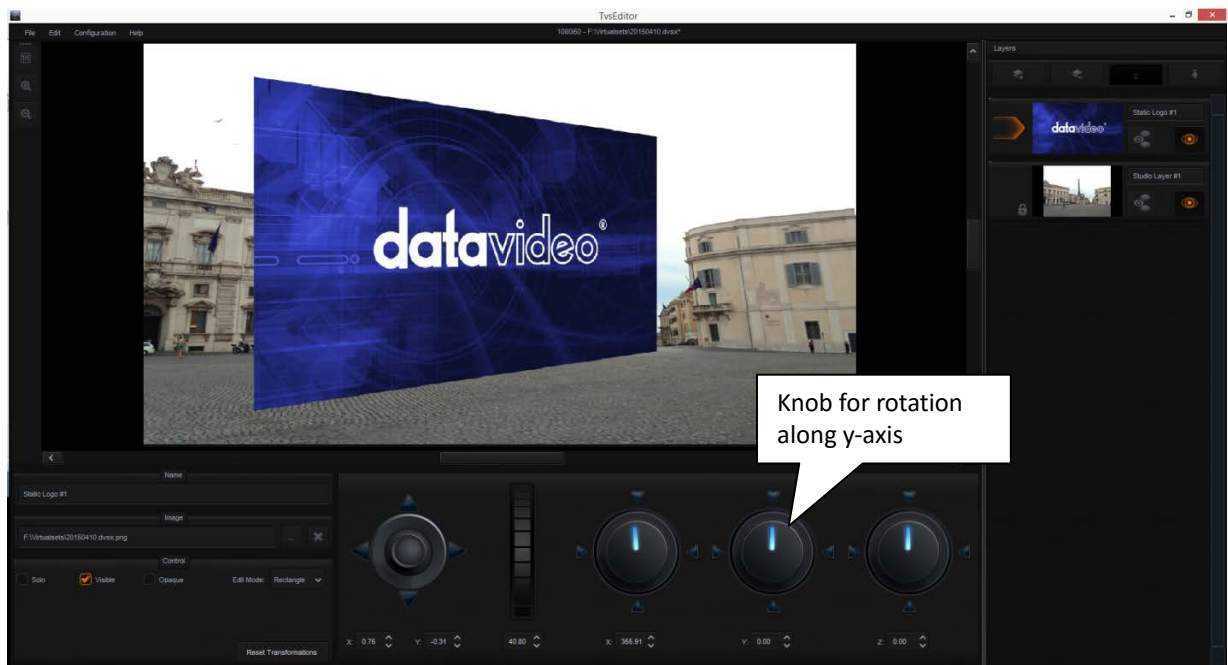 TvsEditor
File Edit Configuration Help
108060 - F:\Virtualsets\20150410.dvsx*
Layers
Static Logo #1
datavideo®
Studio Layer #1
datavideo®
Knob for rotation
along y-axis
Name
Static Logo #1
Image
F:\Virtualsets\20150410.dvsx.png
...
Control
Solo Visible Opaque Edit Mode: Rectangle
X: 0.75 Y: -0.31 40.80 X: 355.91 Y: 0.00 Z: 0.00
Reset Transformations